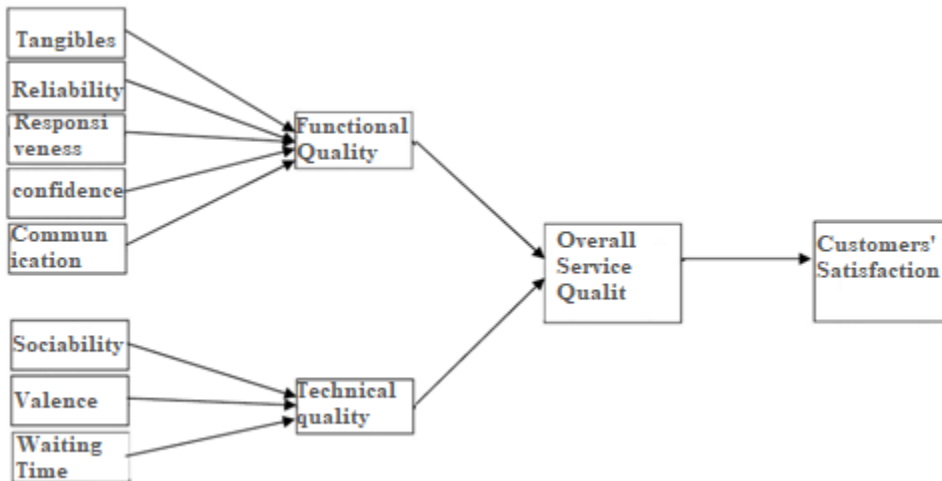 Tangibles
Reliability
Responsi
veness
confidence
Commun
ication
Functional
Quality
Sociability
Valence
Waiting
Time
Technical
quality
Overall
Service
Qualit
Customers'
Satisfaction